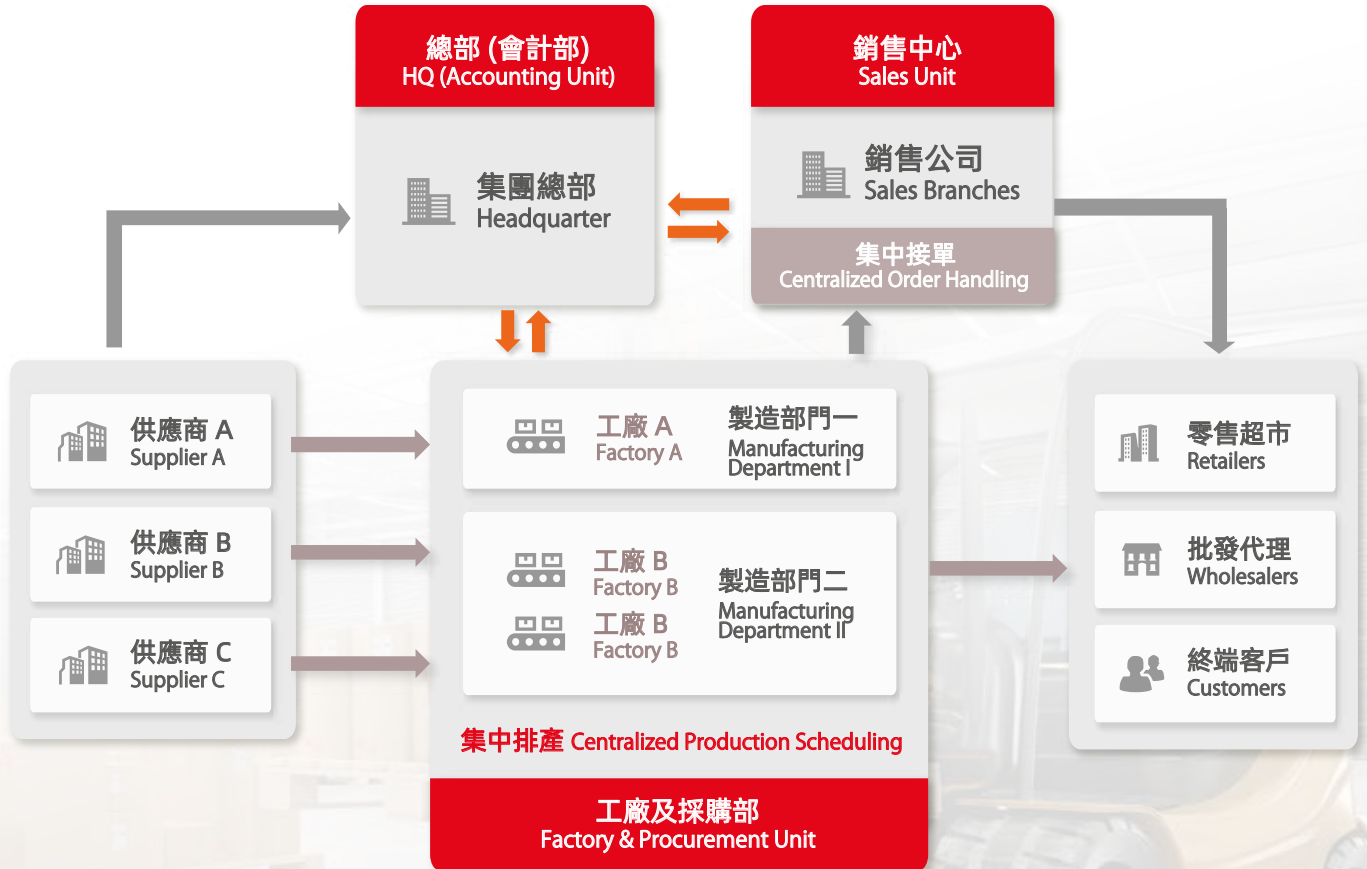 總部 (會計部)
HQ (Accounting Unit)
集團總部
Headquarter
銷售中心
Sales Unit
銷售公司
Sales Branches
集中接單
Centralized Order Handling
供應商 A
Supplier A
供應商 B
Supplier B
供應商 C
Supplier C
工廠 A
Factory A
製造部門一
Manufacturing
Department I
工廠 B
Factory B
工廠 B
Factory B
製造部門二
Manufacturing
Department II
集中排產 Centralized Production Scheduling
工廠及採購部
Factory & Procurement Unit
零售超市
Retailers
批發代理
Wholesalers
終端客戶
Customers